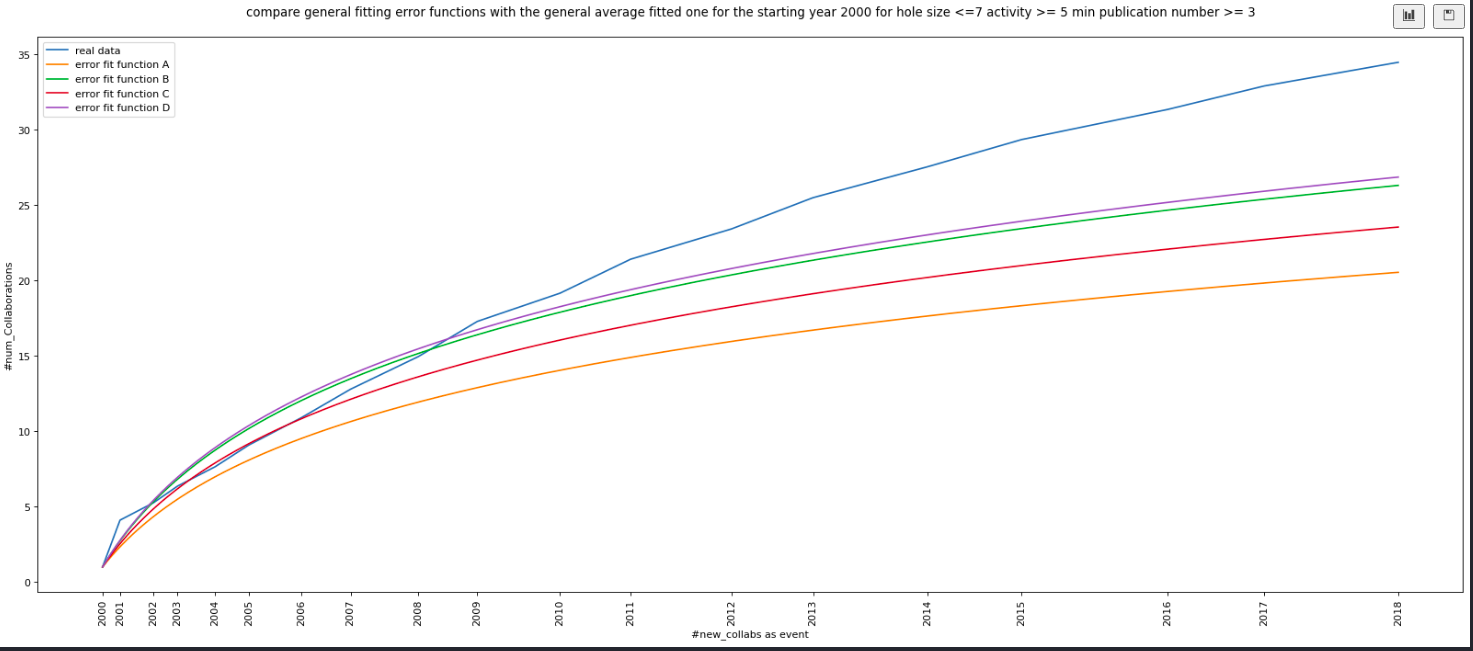 compare general fitting error functions with the general average fitted one for the starting year 2000 for hole size <=7 activity >= 5 min publication number >= 3
real data
error fit function A
error fit function B
error fit function C
error fit function D
35
30
25
20
15
10
5
0
#num_Collaborations
2000 2001 2002 2003 2004 2005 2006 2007 2008 2009 2010 2011 2012 2013 2014 2015 2016 2017 2018
#new_collabs as event